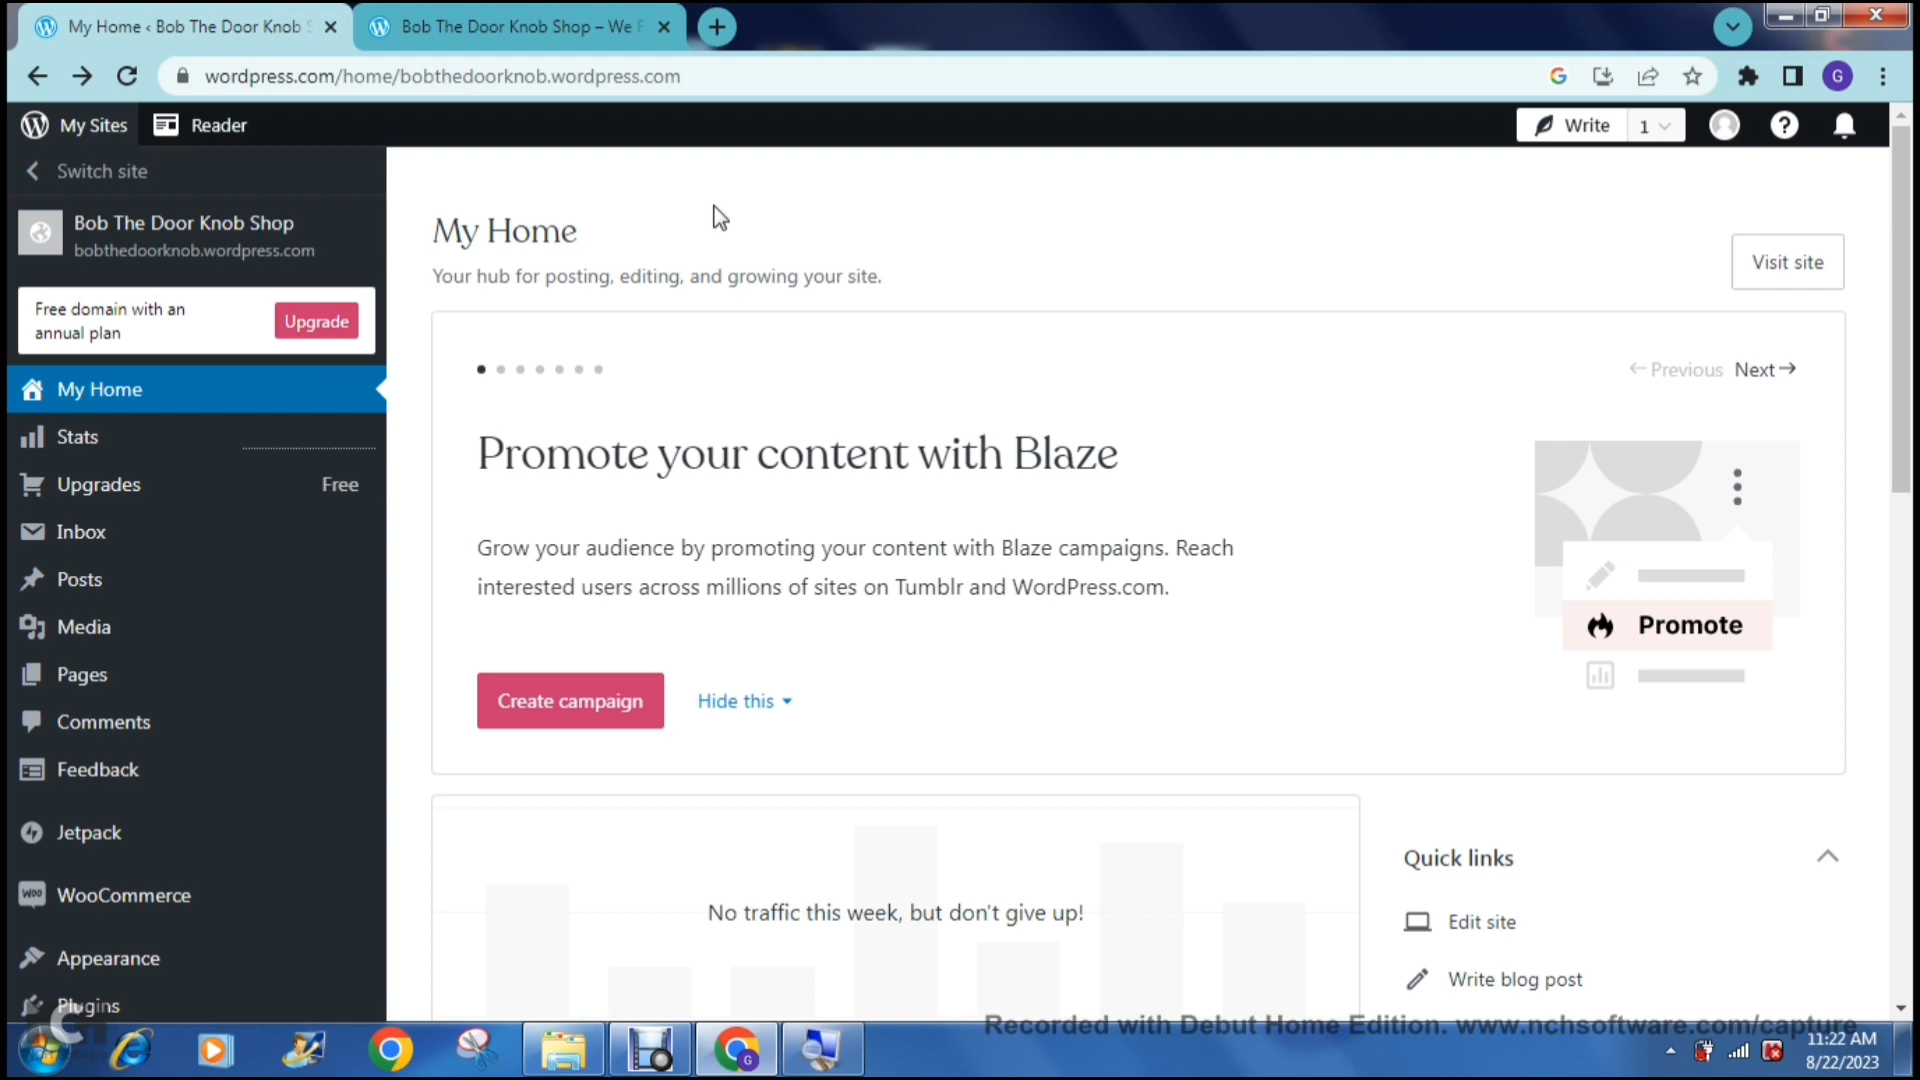 My Home ‹ Bob The Door Knob S
Bob The Door Knob Shop – We F
wordpress.com/home/bobthedoorknob.wordpress.com
G
G
My Sites
Reader
Write
1
Switch site
Bob The Door Knob Shop
bobthedoorknob.wordpress.com
Free domain with an
annual plan
Upgrade
My Home
Stats
Upgrades
Free
Inbox
Posts
Media
Pages
Comments
Feedback
Jetpack
WooCommerce
Appearance
Plugins
My Home
Your hub for posting, editing, and growing your site.
Visit site
← Previous
Next →
Promote your content with Blaze
Grow your audience by promoting your content with Blaze campaigns. Reach
interested users across millions of sites on Tumblr and WordPress.com.
Promote
Create campaign
Hide this
No traffic this week, but don't give up!
Quick links
Edit site
Write blog post
Recorded with Debut Home Edition. www.nchsoftware.com/capture
11:22 AM
8/22/2023